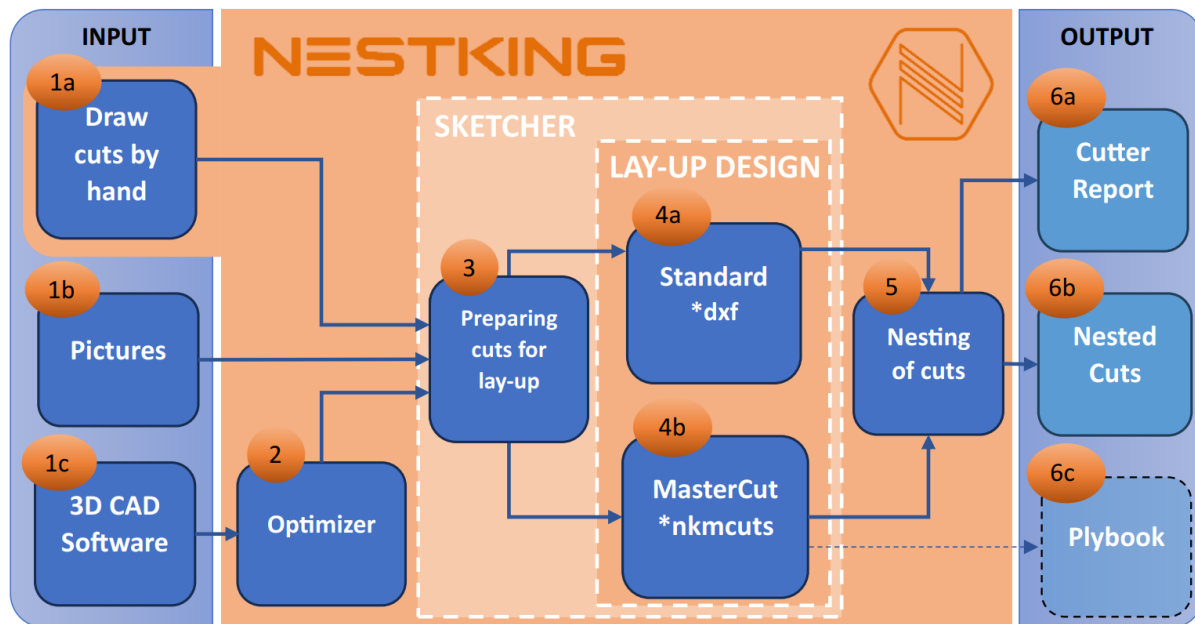 INPUT
NESTKING
OUTPUT
1a
Draw
cuts by
hand
1b
Pictures
1c
3D CAD
Software
2
Optimizer
SKETCHER
3
Preparing
cuts for
lay-up
LAY-UP DESIGN
4a
Standard
*dxf
4b
MasterCut
*nkmcuts
5
Nesting
of cuts
6a
Cutter
Report
6b
Nested
Cuts
6c
Plybook